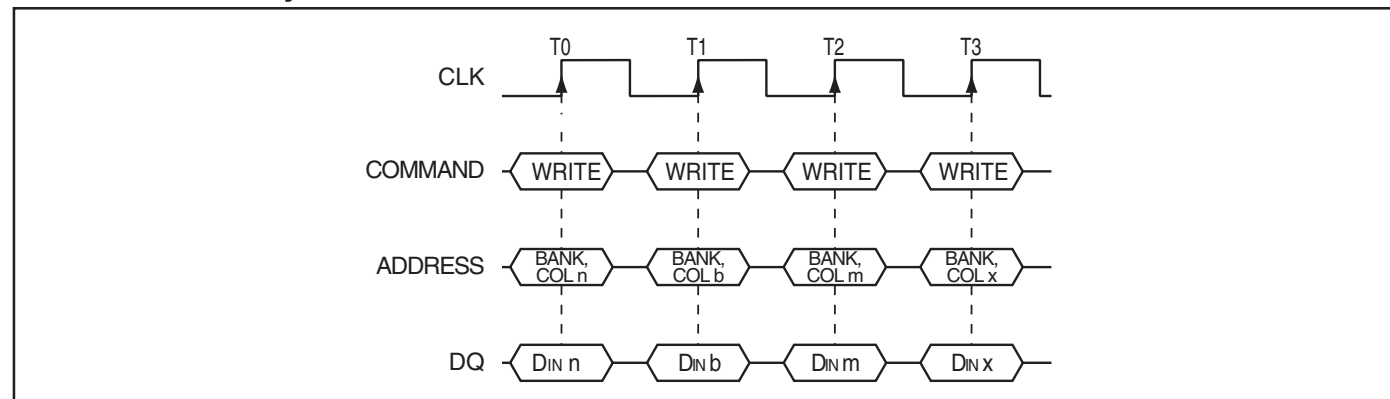 T0 T1 T2 T3
CLK
COMMAND WRITE WRITE WRITE WRITE
ADDRESS BANK, COL n BANK, COL b BANK, COL m BANK, COL x
DQ DIN n DIN b DIN m DIN x